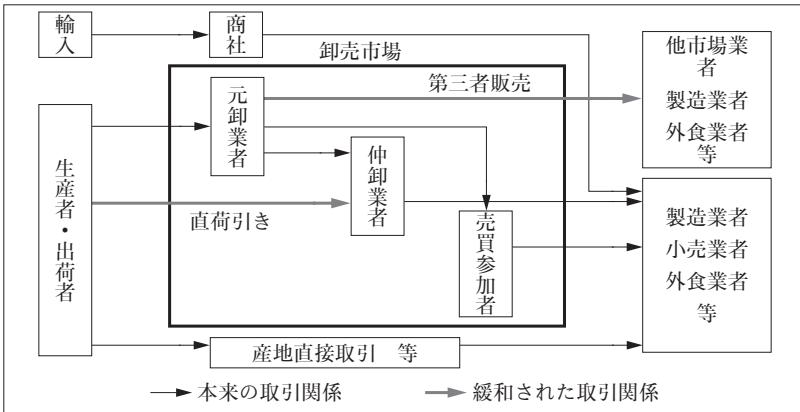 輸入
商社
卸売市場
他市場業
者
製造業者
外食業者
等
元卸業者
第三者販売
生産者・出荷者
仲卸業者
直荷引き
売買参加者
製造業者
小売業者
外食業者
等
産地直接取引　等
本来の取引関係
緩和された取引関係